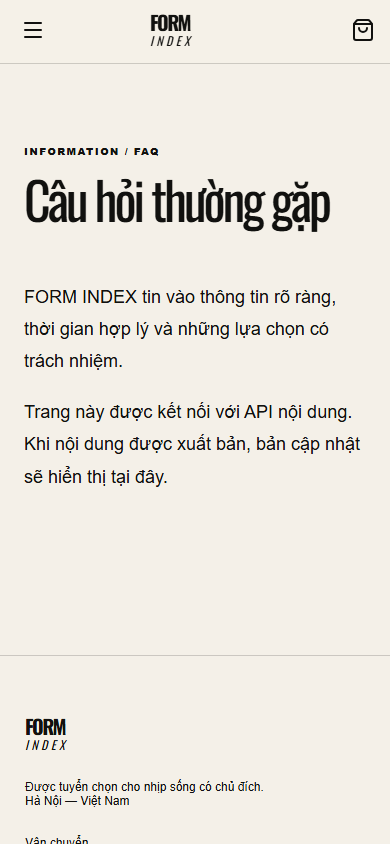 FORM
INDEX
INFORMATION / FAQ
Câu hỏi thường gặp
FORM INDEX tin vào thông tin rõ ràng,
thời gian hợp lý và những lựa chọn có
trách nhiệm.
Trang này được kết nối với API nội dung.
Khi nội dung được xuất bản, bản cập nhật
sẽ hiển thị tại đây.
FORM
INDEX
Được tuyển chọn cho nhịp sống có chủ đích.
Hà Nội — Việt Nam
Vận chuyển